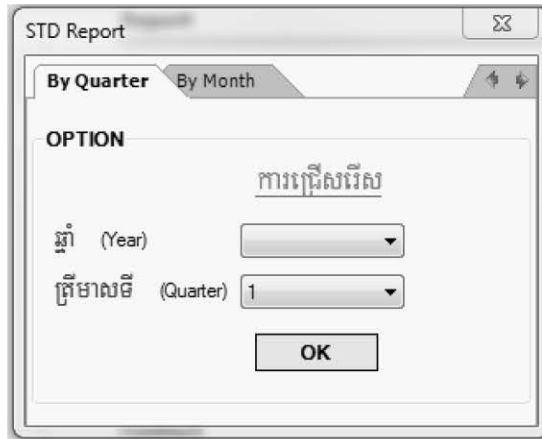 STD Report
By Quarter By Month
OPTION
ការជ្រើសរើស
ឆ្នាំ (Year)
ត្រីមាសទី (Quarter) 1
OK